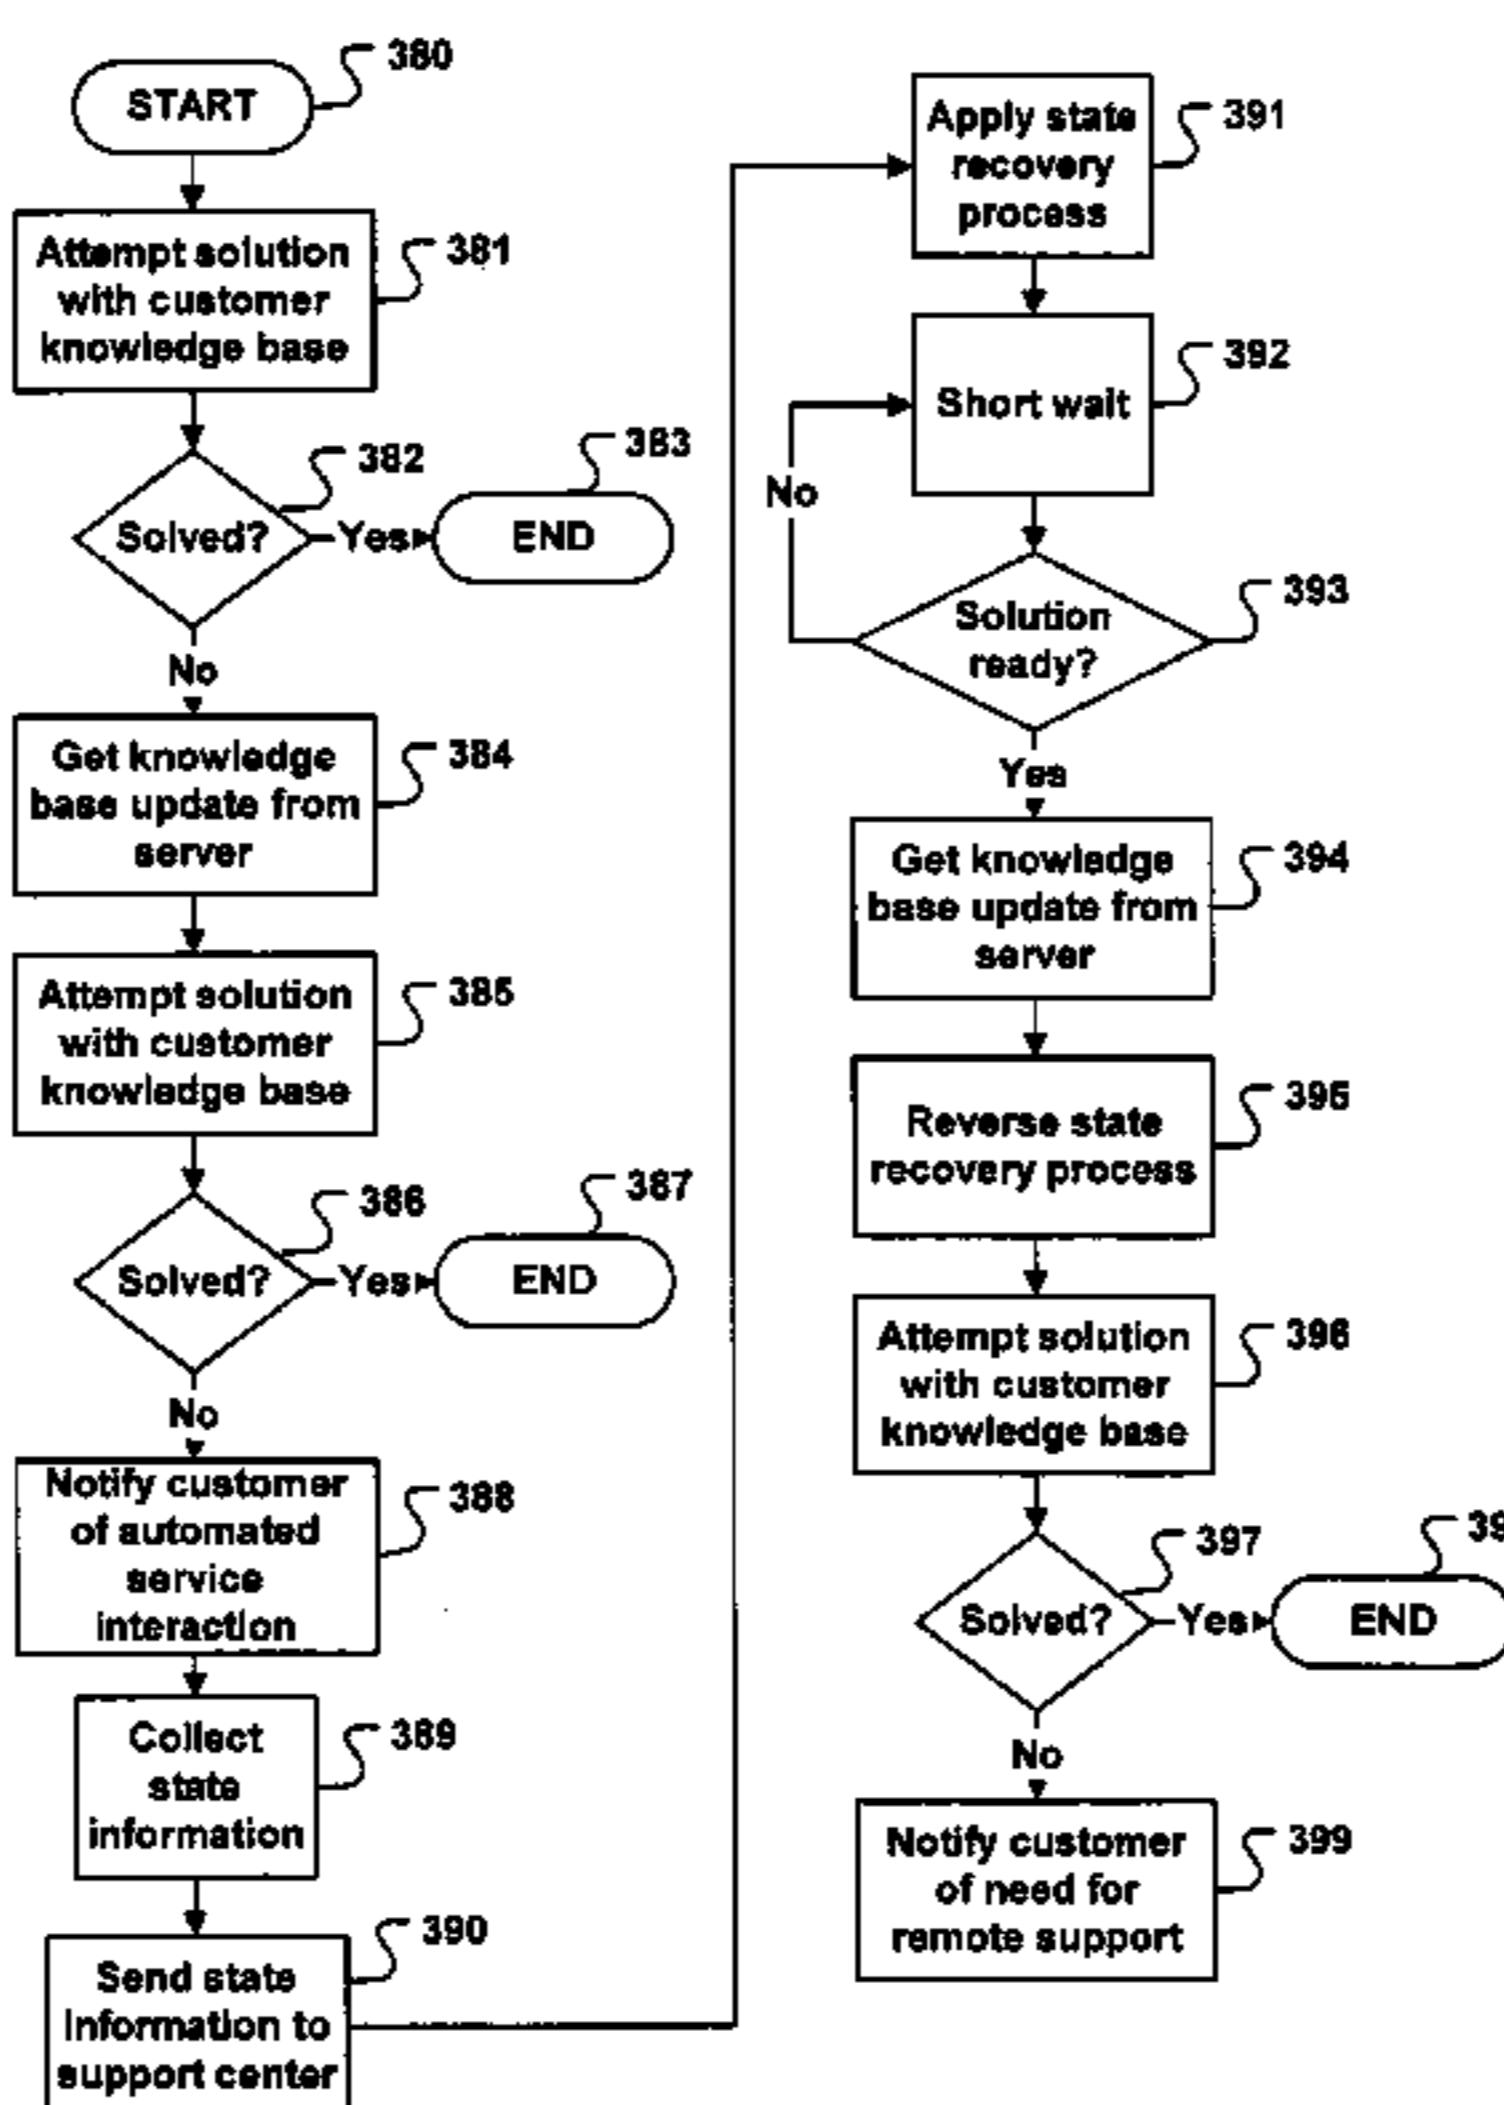 380
START
Attempt solution
with customer
knowledge base
381
382
Solved?
Yes
383
END
No
Get knowledge
base update from
server
384
Attempt solution
with customer
knowledge base
385
386
Solved?
Yes
387
END
No
Notify customer
of automated
service
interaction
388
Collect
state
information
389
390
Send state
information to
support center
Apply state
recovery
process
391
Short wait
392
No
Solution
ready?
393
Yes
Get knowledge
base update from
server
394
Reverse state
recovery process
395
Attempt solution
with customer
knowledge base
396
397
Solved?
Yes
END
No
Notify customer
of need for
remote support
399